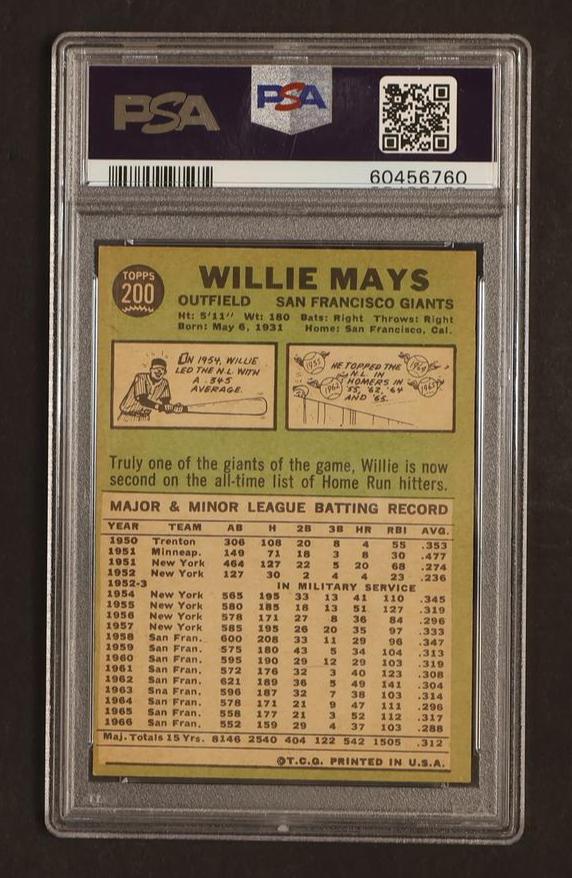 PSA PSA
60456760
TOPPS
200
WILLIE MAYS
OUTFIELD SAN FRANCISCO GIANTS
Ht: 5'11" Wt: 180 Bats: Right Throws: Right
Born: May 6, 1931 Home: San Francisco, Cal.
IN 1954, WILLIE
LED THE N.L. WITH
A .345
AVERAGE.
HE TOPPED THE
N.L. IN
HOMERS IN
'55, '62, '64
AND '65.
1955
1964
1962
1965
Truly one of the giants of the game, Willie is now
second on the all-time list of Home Run hitters.
MAJOR & MINOR LEAGUE BATTING RECORD
YEAR TEAM AB H 2B 3B HR RBI AVG.
1950 Trenton 306 108 20 8 4 55 .353
1951 Minneap. 149 71 18 3 8 30 .477
1951 New York 464 127 22 5 20 68 .274
1952 New York 127 30 2 4 4 23 .236
1952-3 IN MILITARY SERVICE
1954 New York 565 195 33 13 41 110 .345
1955 New York 580 185 18 13 51 127 .319
1956 New York 578 171 27 8 36 84 .296
1957 New York 585 195 26 20 35 97 .333
1958 San Fran. 600 208 33 11 29 96 .347
1959 San Fran. 575 180 43 5 34 104 .313
1960 San Fran. 595 190 29 12 29 103 .319
1961 San Fran. 572 176 32 3 40 123 .308
1962 San Fran. 621 189 36 5 49 141 .304
1963 Sna Fran. 596 187 32 7 38 103 .314
1964 San Fran. 578 171 21 9 47 111 .296
1965 San Fran. 558 177 21 3 52 112 .317
1966 San Fran. 552 159 29 4 37 103 .288
Maj. Totals 15 Yrs. 8146 2540 404 122 542 1505 .312
©T.C.G. PRINTED IN U.S.A.